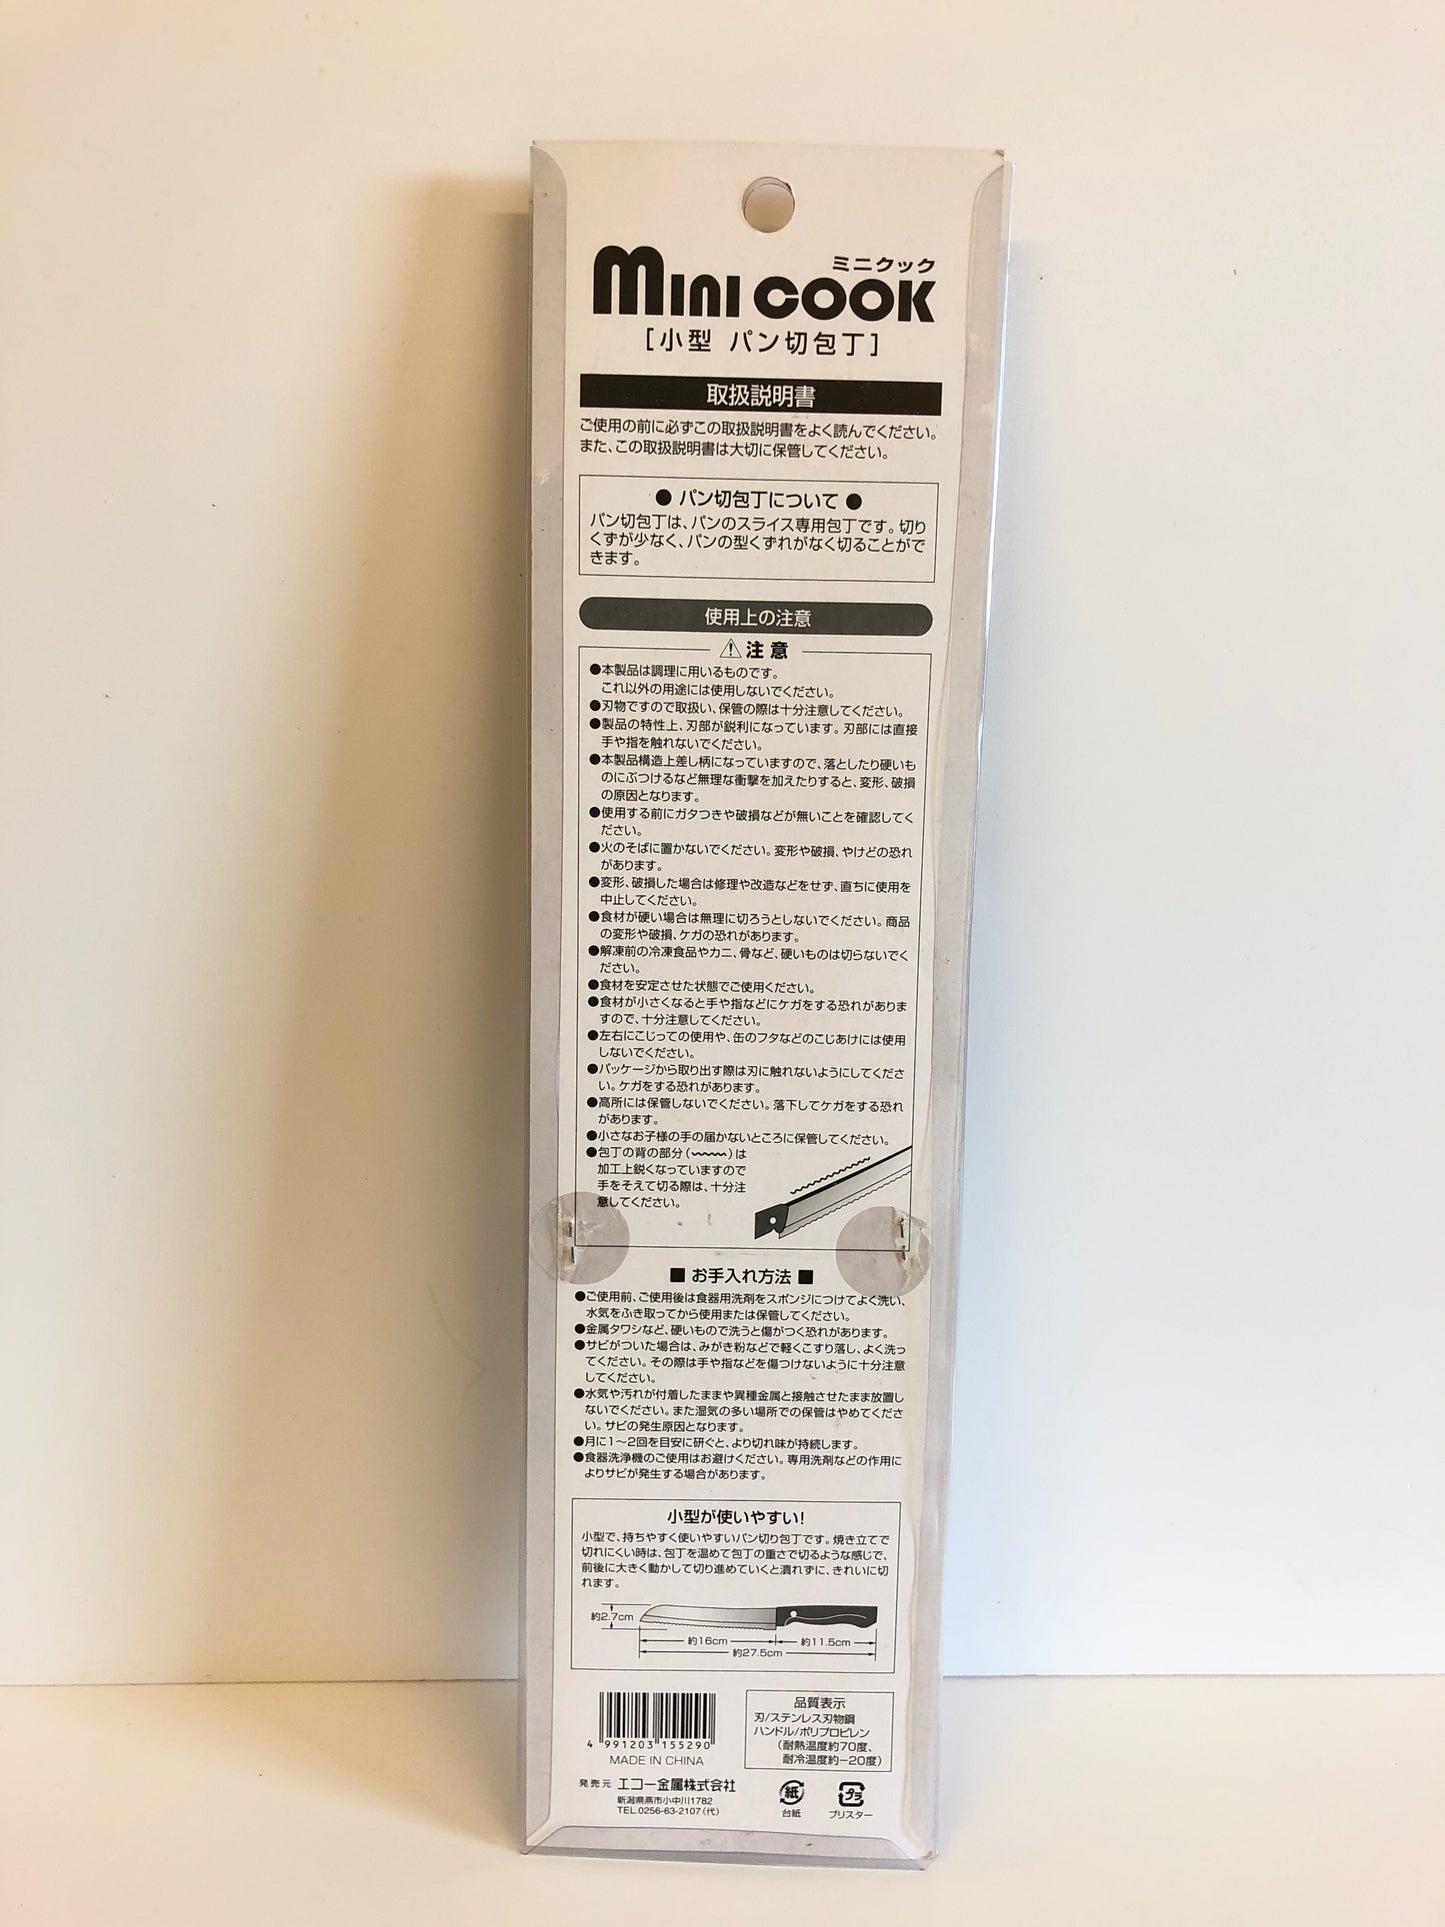 ミニクック
MINI COOK
[小型 パン切包丁]
取扱説明書
ご使用の前に必ずこの取扱説明書をよく読んでください。
また、この取扱説明書は大切に保管してください。
● パン切包丁について ●
パン切包丁は、パンのスライス専用包丁です。切り
くずが少なく、パンの型くずれがなく切ることがで
きます。
使用上の注意
⚠注意
●本製品は調理に用いるものです。
これ以外の用途には使用しないでください。
●刃物ですので取扱い、保管の際は十分注意してください。
●製品の特性上、刃部が鋭利になっています。刃部には直接
手や指を触れないでください。
●本製品構造上差し柄になっていますので、落としたり硬いも
のにぶつけるなど無理な衝撃を加えたりすると、変形、破損
の原因となります。
●使用する前にガタつきや破損などが無いことを確認してく
ださい。
●火のそばに置かないでください。変形や破損、やけどの恐れ
があります。
●変形、破損した場合は修理や改造などをせず、直ちに使用を
中止してください。
●食材が硬い場合は無理に切ろうとしないでください。商品
の変形や破損、ケガの恐れがあります。
●解凍前の冷凍食品やカニ、骨など、硬いものは切らないでく
ださい。
●食材を安定させた状態でご使用ください。
●食材が小さくなると手や指などにケガをする恐れがありま
すので、十分注意してください。
●左右にこじっての使用や、缶のフタなどのこじあけには使用
しないでください。
●パッケージから取り出す際は刃に触れないようにしてくださ
い。ケガをする恐れがあります。
●高所には保管しないでください。落下してケガをする恐れ
があります。
●小さなお子様の手の届かないところに保管してください。
●包丁の背の部分(〰〰)は
加工上鋭くなっていますので
手をそえて切る際は、十分注
意してください。
■ お手入れ方法 ■
●ご使用前、ご使用後は食器用洗剤をスポンジにつけてよく洗い、
水気をふき取ってから使用または保管してください。
●金属タワシなど、硬いもので洗うと傷がつく恐れがあります。
●サビがついた場合は、みがき粉などで軽くこすり落し、よく洗っ
てください。その際は手や指などを傷つけないように十分注意
してください。
●水気や汚れが付着したままや異種金属と接触させたまま放置し
ないでください。また湿気の多い場所での保管はやめてくださ
い。サビの発生原因となります。
●月に1〜2回を目安に研ぐと、より切れ味が持続します。
●食器洗浄機のご使用はお避けください。専用洗剤などの作用に
よりサビが発生する場合があります。
小型が使いやすい!
小型で、持ちやすく使いやすいパン切り包丁です。焼き立てで
切れにくい時は、包丁を温めて包丁の重さで切るような感じで、
前後に大きく動かして切り進めていくと潰れずに、きれいに切
れます。
約2.7cm
約16cm 約11.5cm
約27.5cm
4 991203 155290
MADE IN CHINA
品質表示
刃/ステンレス刃物鋼
ハンドル/ポリプロピレン
(耐熱温度約70度、
耐冷温度約−20度)
発売元 エコー金属株式会社
新潟県燕市小中川1782
TEL.0256-63-2107(代)
紙
台紙
プラ
ブリスター